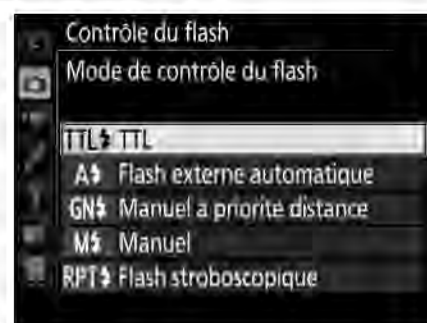 Contrôle du flash
Mode de contrôle du flash
TTL⚡ TTL
A⚡ Flash externe automatique
GN⚡ Manuel a priorité distance
M⚡ Manuel
RPT⚡ Flash stroboscopique